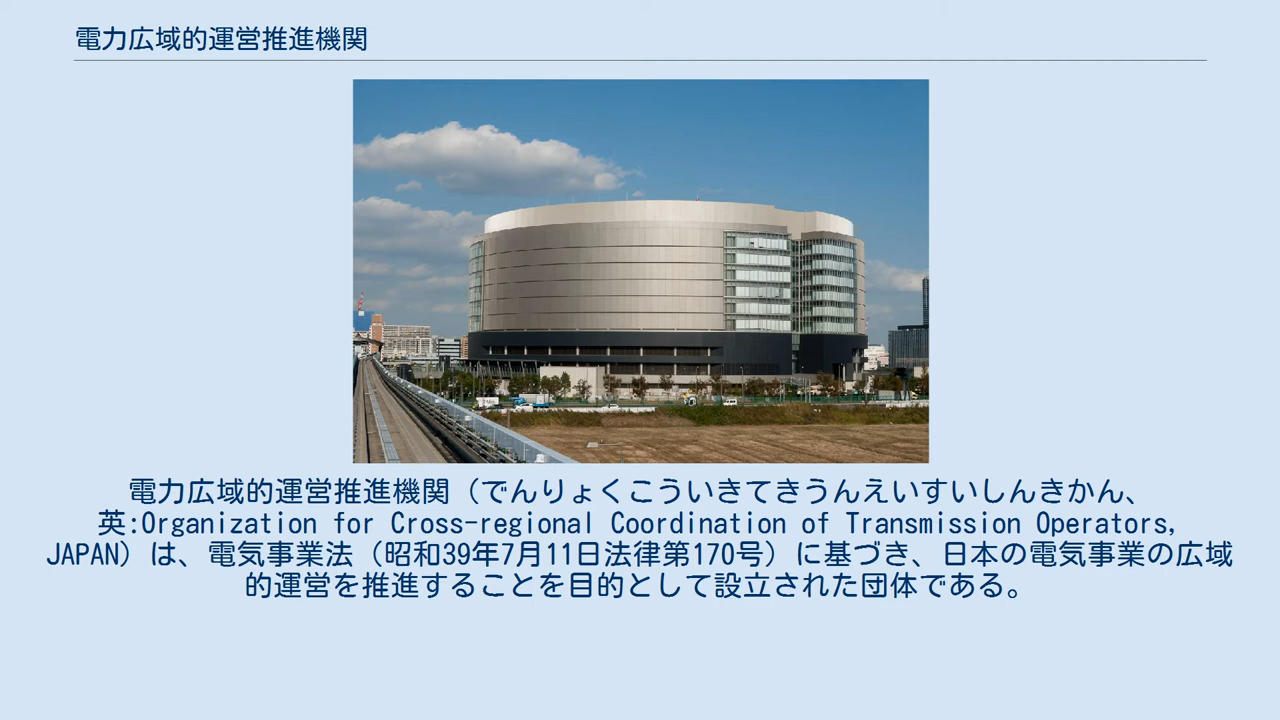 電力広域的運営推進機関
電力広域的運営推進機関（でんりょくこういきてきうんえいすいしんきかん、
英:Organization for Cross-regional Coordination of Transmission Operators,
JAPAN）は、電気事業法（昭和39年7月11日法律第170号）に基づき、日本の電気事業の広域
的運営を推進することを目的として設立された団体である。